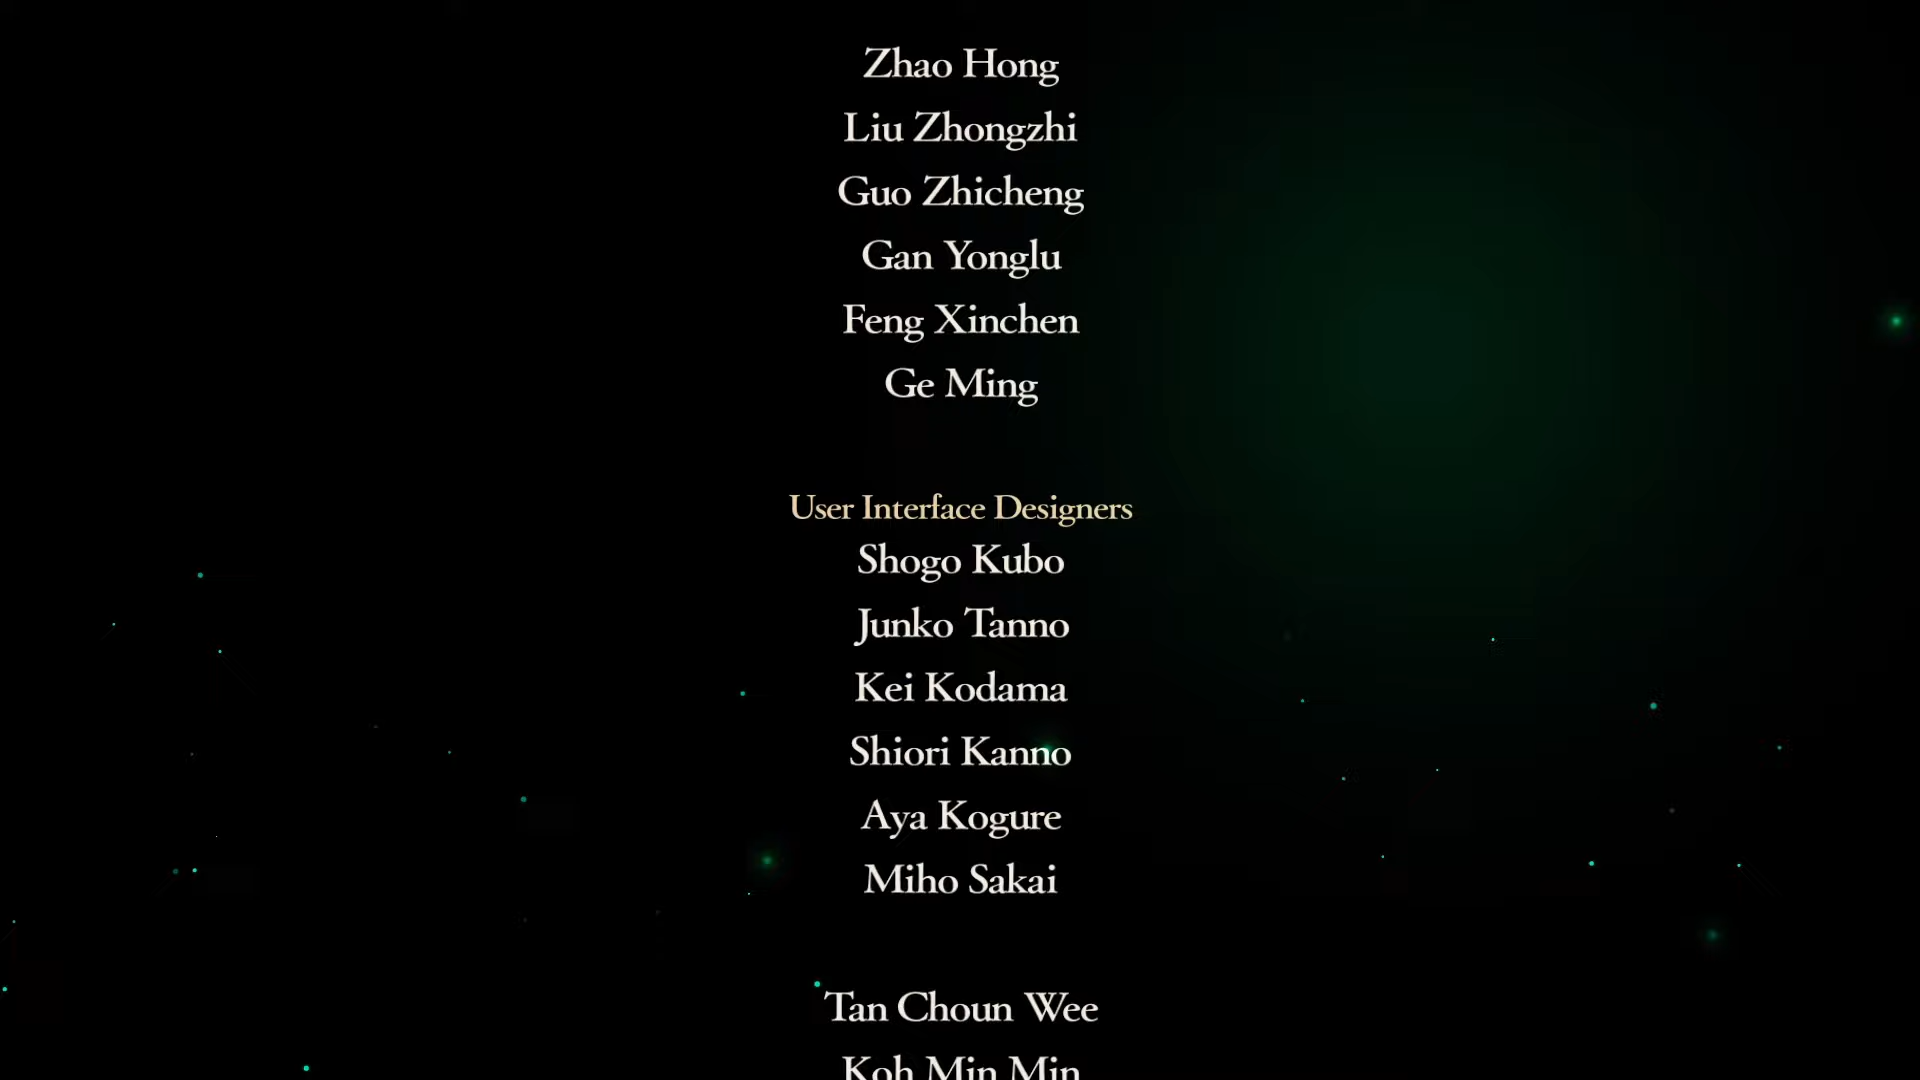 Zhao Hong
Liu Zhongzhi
Guo Zhicheng
Gan Yonglu
Feng Xinchen
Ge Ming
User Interface Designers
Shogo Kubo
Junko Tanno
Kei Kodama
Shiori Kanno
Aya Kogure
Miho Sakai
Tan Choun Wee
Koh Min Min